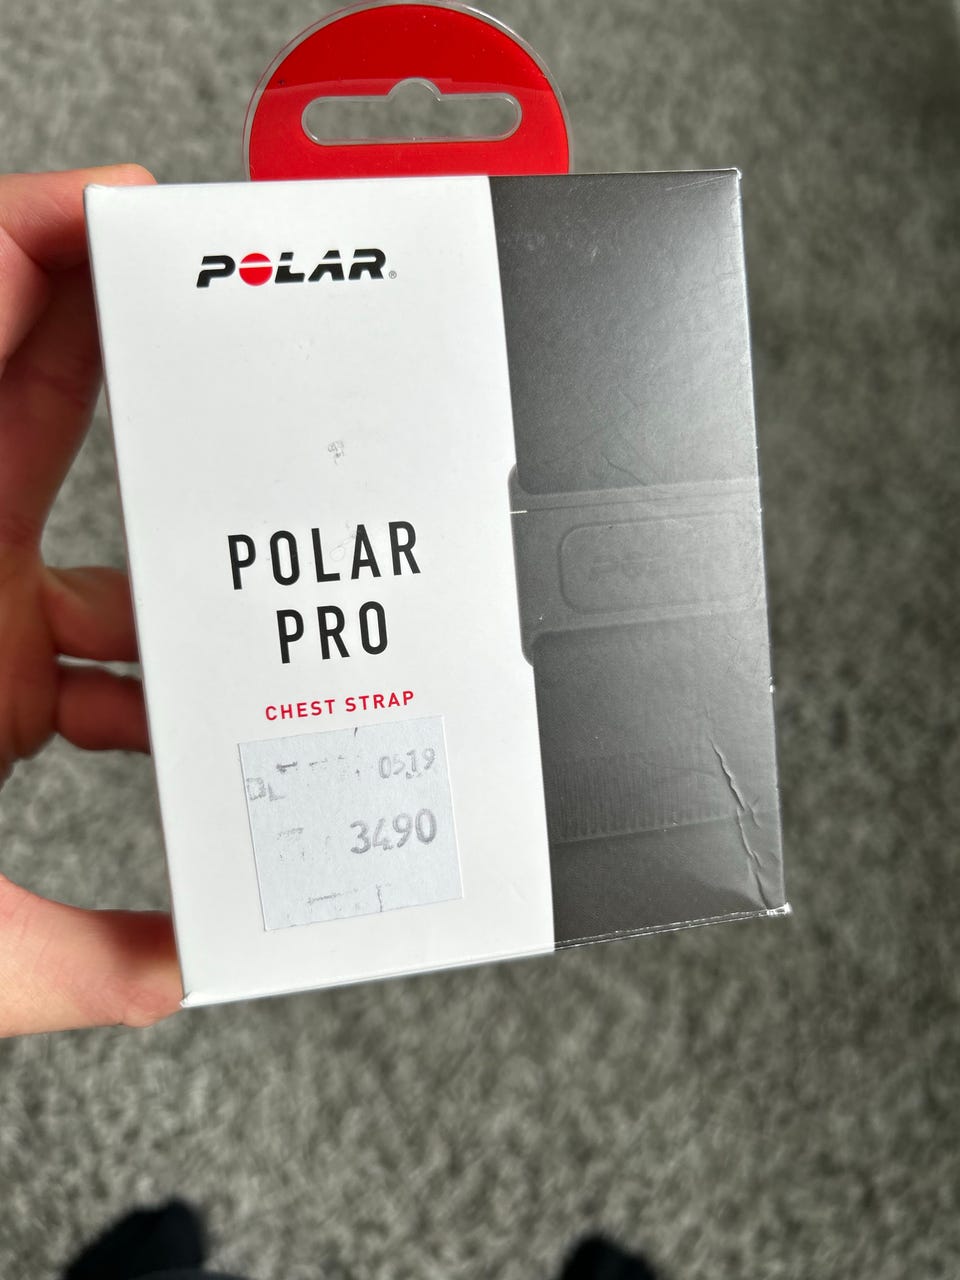 POLAR®
POLAR
PRO
CHEST STRAP
0519
3490